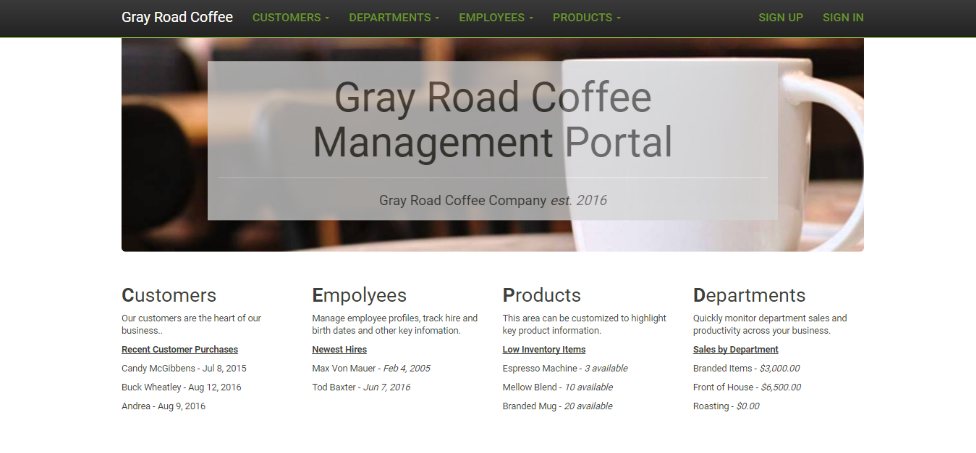 Gray Road Coffee CUSTOMERS DEPARTMENTS EMPLOYEES PRODUCTS SIGN UP SIGN IN
Gray Road Coffee
Management Portal
Gray Road Coffee Company est. 2016
Customers
Our customers are the heart of our
business..
Recent Customer Purchases
Candy McGibbens - Jul 8, 2015
Buck Wheatley - Aug 12, 2016
Andrea - Aug 9, 2016
Empolyees
Manage employee profiles, track hire and
birth dates and other key infomation.
Newest Hires
Max Von Mauer - Feb 4, 2005
Tod Baxter - Jun 7, 2016
Products
This area can be customized to highlight
key product information.
Low Inventory Items
Espresso Machine - 3 available
Mellow Blend - 10 available
Branded Mug - 20 available
Departments
Quickly monitor department sales and
productivity across your business.
Sales by Department
Branded Items - $3,000.00
Front of House - $6,500.00
Roasting - $0.00